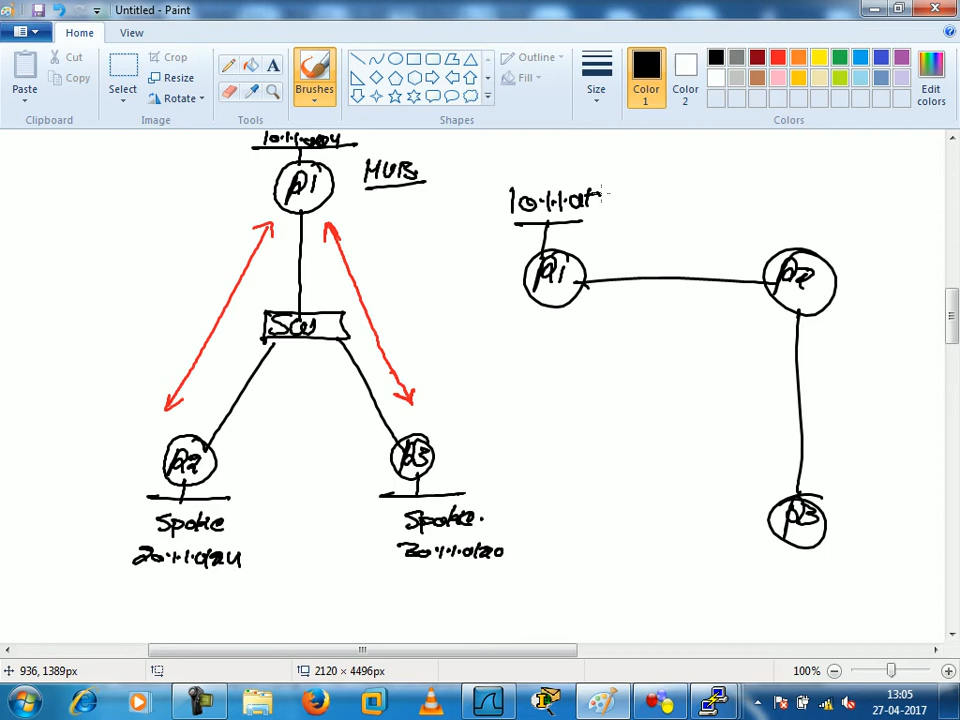 Untitled - Paint
Home
View
Paste
Cut
Copy
Clipboard
Select
Crop
Resize
Rotate
Image
Tools
Brushes
Shapes
Outline
Fill
Size
Color 1
Color 2
Colors
Edit colors
R1
HUB
R1
R2
SW
R2
R3
R3
Spoke
Spoke.
936, 1389px
2120 × 4496px
100%
13:05
27-04-2017